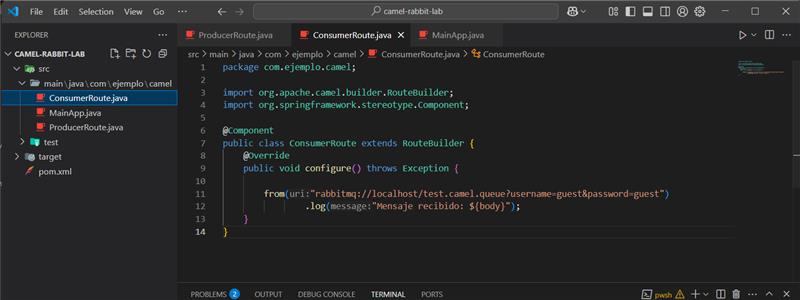 File Edit Selection View camel-rabbit-lab
EXPLORER ProducerRoute.java ConsumerRoute.java MainApp.java
CAMEL-RABBIT-LAB
src > main > java > com > ejemplo > camel > ConsumerRoute.java > ConsumerRoute
src
main\java\com\ejemplo\camel
ConsumerRoute.java
MainApp.java
ProducerRoute.java
test
target
pom.xml
1 package com.ejemplo.camel;
2
3 import org.apache.camel.builder.RouteBuilder;
4 import org.springframework.stereotype.Component;
5
6 @Component
7 public class ConsumerRoute extends RouteBuilder {
8 @Override
9 public void configure() throws Exception {
10
11 from(uri:"rabbitmq://localhost/test.camel.queue?username=guest&password=guest")
12 .log(message:"Mensaje recibido: ${body}");
13 }
14 }
PROBLEMS 2 OUTPUT DEBUG CONSOLE TERMINAL PORTS pwsh